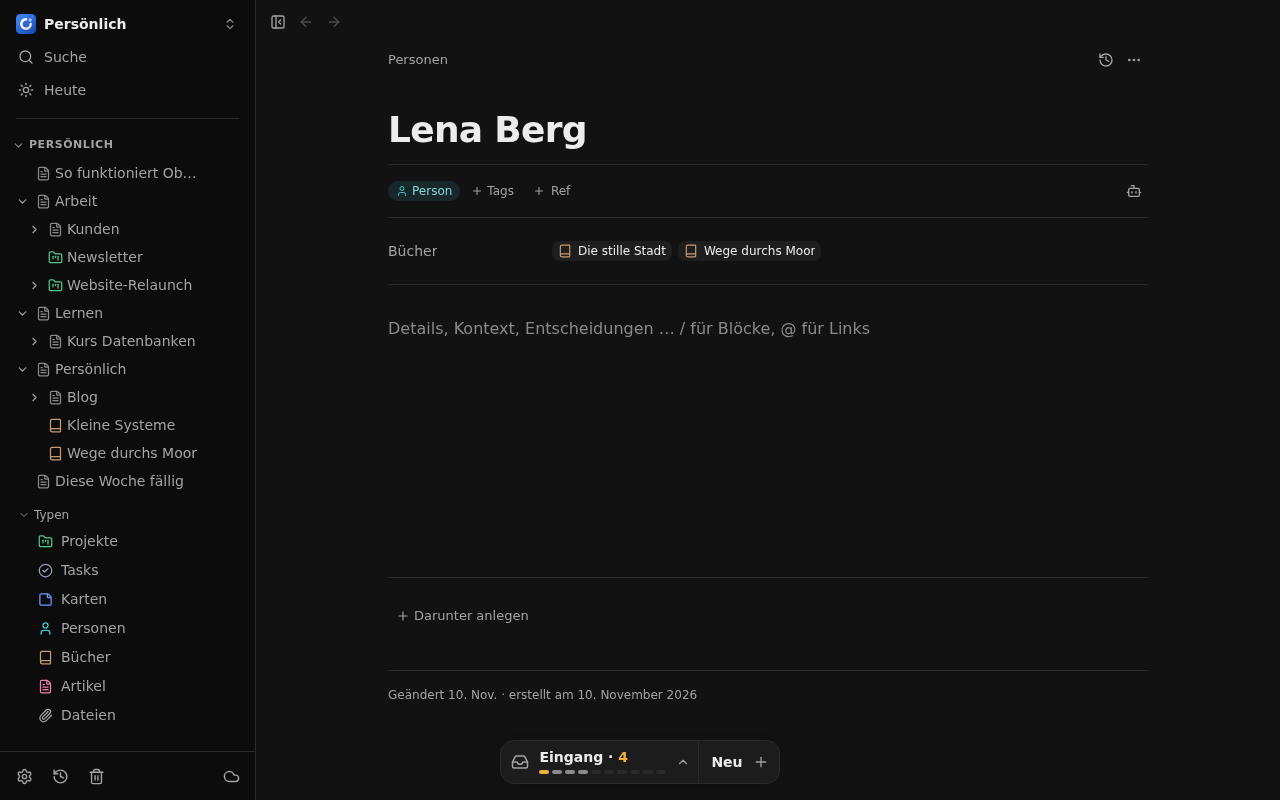 Persönlich
Suche
Heute
PERSÖNLICH
So funktioniert Ob…
Arbeit
Kunden
Newsletter
Website-Relaunch
Lernen
Kurs Datenbanken
Persönlich
Blog
Kleine Systeme
Wege durchs Moor
Diese Woche fällig
Typen
Projekte
Tasks
Karten
Personen
Bücher
Artikel
Dateien
Personen
Lena Berg
Person + Tags + Ref
Bücher Die stille Stadt Wege durchs Moor
Details, Kontext, Entscheidungen … / für Blöcke, @ für Links
+ Darunter anlegen
Geändert 10. Nov. · erstellt am 10. November 2026
Eingang · 4 Neu +